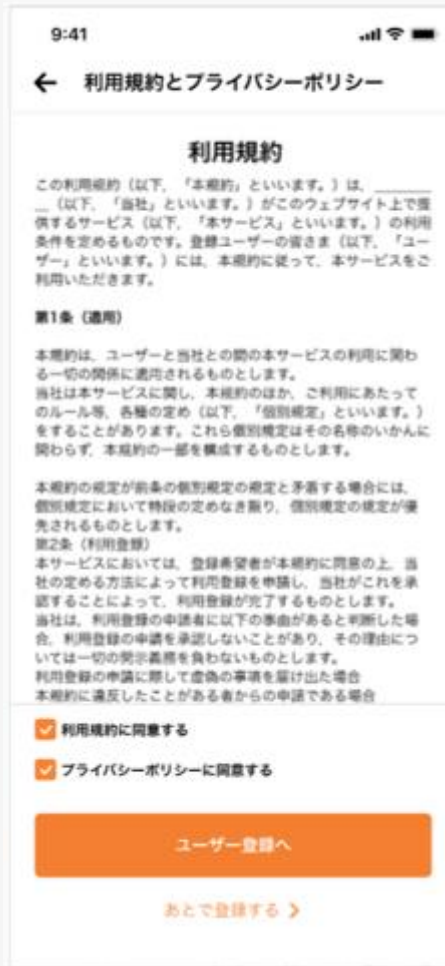 9:41
利用規約とプライバシーポリシー
利用規約
この利用規約（以下、「本規約」といいます。）は、_________
__（以下、「当社」といいます。）がこのウェブサイト上で提
供するサービス（以下、「本サービス」といいます。）の利用
条件を定めるものです。登録ユーザーの皆さま（以下、「ユー
ザー」といいます。）には、本規約に従って、本サービスをご
利用いただきます。
第1条（適用）
本規約は、ユーザーと当社との間の本サービスの利用に関わ
る一切の関係に適用されるものとします。
当社は本サービスに関し、本規約のほか、ご利用にあたって
のルール等、各種の定め（以下、「個別規定」といいます。）
をすることがあります。これら個別規定はその名称のいかんに
関わらず、本規約の一部を構成するものとします。
本規約の規定が前条の個別規定の規定と矛盾する場合には、
個別規定において特段の定めなき限り、個別規定の規定が優
先されるものとします。
第2条（利用登録）
本サービスにおいては、登録希望者が本規約に同意の上、当
社の定める方法によって利用登録を申請し、当社がこれを承
認することによって、利用登録が完了するものとします。
当社は、利用登録の申請者に以下の事由があると判断した場
合、利用登録の申請を承認しないことがあり、その理由につ
いては一切の開示義務を負わないものとします。
利用登録の申請に際して虚偽の事項を届け出た場合
本規約に違反したことがある者からの申請である場合
利用規約に同意する
プライバシーポリシーに同意する
ユーザー登録へ
あとで登録する